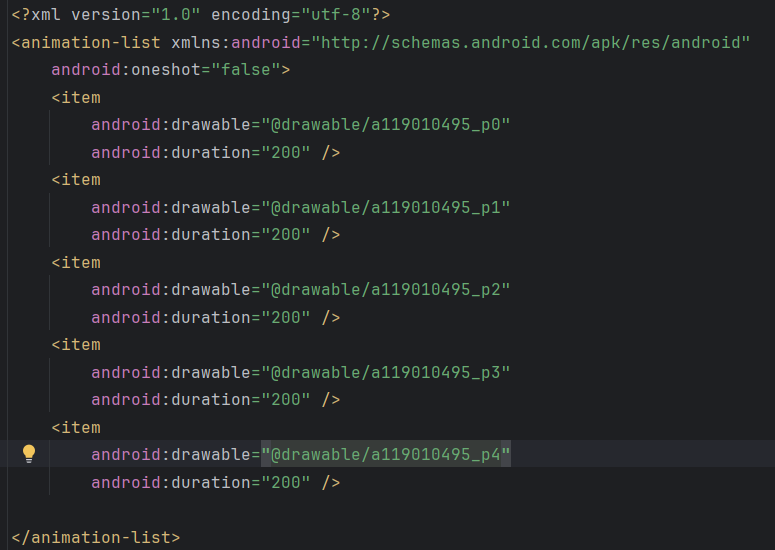 <?xml version="1.0" encoding="utf-8"?>
<animation-list xmlns:android="http://schemas.android.com/apk/res/android"
    android:oneshot="false">
    <item
        android:drawable="@drawable/a119010495_p0"
        android:duration="200" />
    <item
        android:drawable="@drawable/a119010495_p1"
        android:duration="200" />
    <item
        android:drawable="@drawable/a119010495_p2"
        android:duration="200" />
    <item
        android:drawable="@drawable/a119010495_p3"
        android:duration="200" />
    <item
        android:drawable="@drawable/a119010495_p4"
        android:duration="200" />

</animation-list>